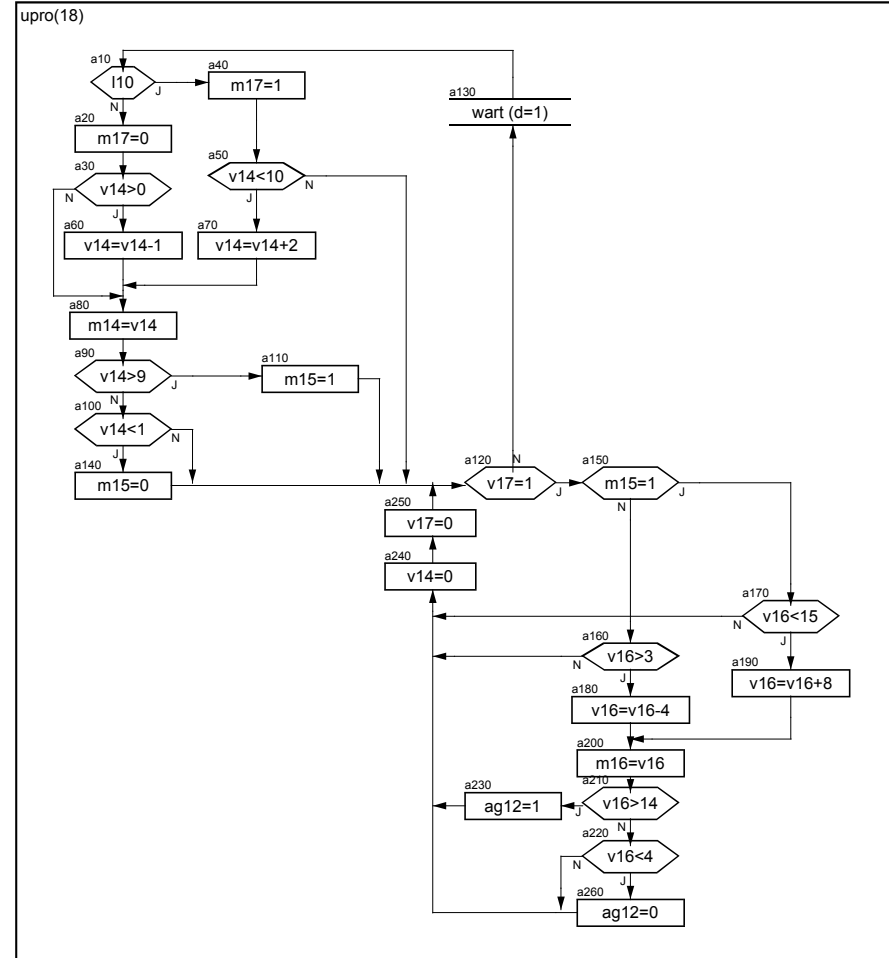 upro(18)
a10
l10
J
N
a40
m17=1
a130
wart (d=1)
a20
m17=0
a30
v14>0
N
J
a50
v14<10
N
J
a60
v14=v14-1
a70
v14=v14+2
a80
m14=v14
a90
v14>9
J
N
a110
m15=1
a100
v14<1
N
J
a140
m15=0
a120
v17=1
N
J
a150
m15=1
J
N
a250
v17=0
a240
v14=0
a170
v16<15
N
J
a160
v16>3
N
J
a190
v16=v16+8
a180
v16=v16-4
a200
m16=v16
a210
v16>14
J
N
a230
ag12=1
a220
v16<4
N
J
a260
ag12=0